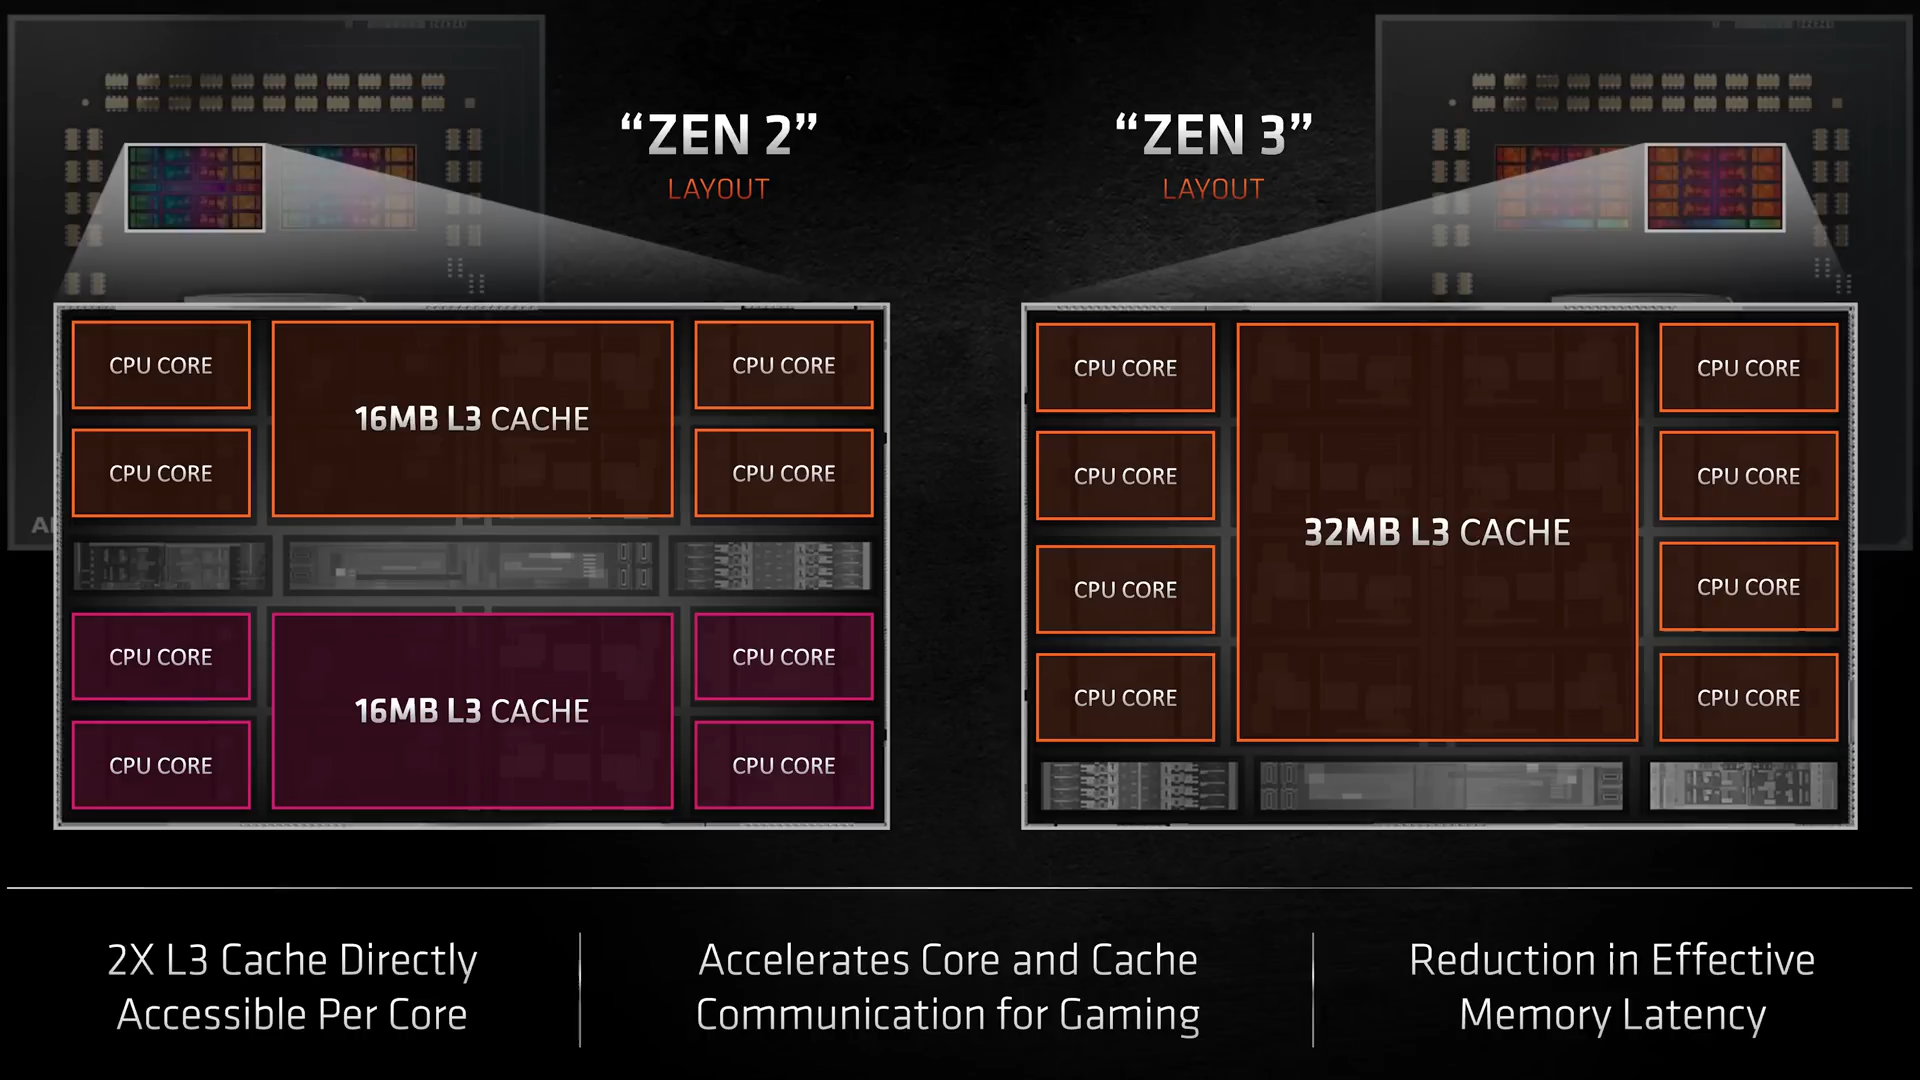 “ZEN 2”
LAYOUT
“ZEN 3”
LAYOUT
CPU CORE
CPU CORE
16MB L3 CACHE
CPU CORE
CPU CORE
CPU CORE
CPU CORE
16MB L3 CACHE
CPU CORE
CPU CORE
CPU CORE
CPU CORE
CPU CORE
CPU CORE
32MB L3 CACHE
CPU CORE
CPU CORE
CPU CORE
CPU CORE
2X L3 Cache Directly
Accessible Per Core
Accelerates Core and Cache
Communication for Gaming
Reduction in Effective
Memory Latency